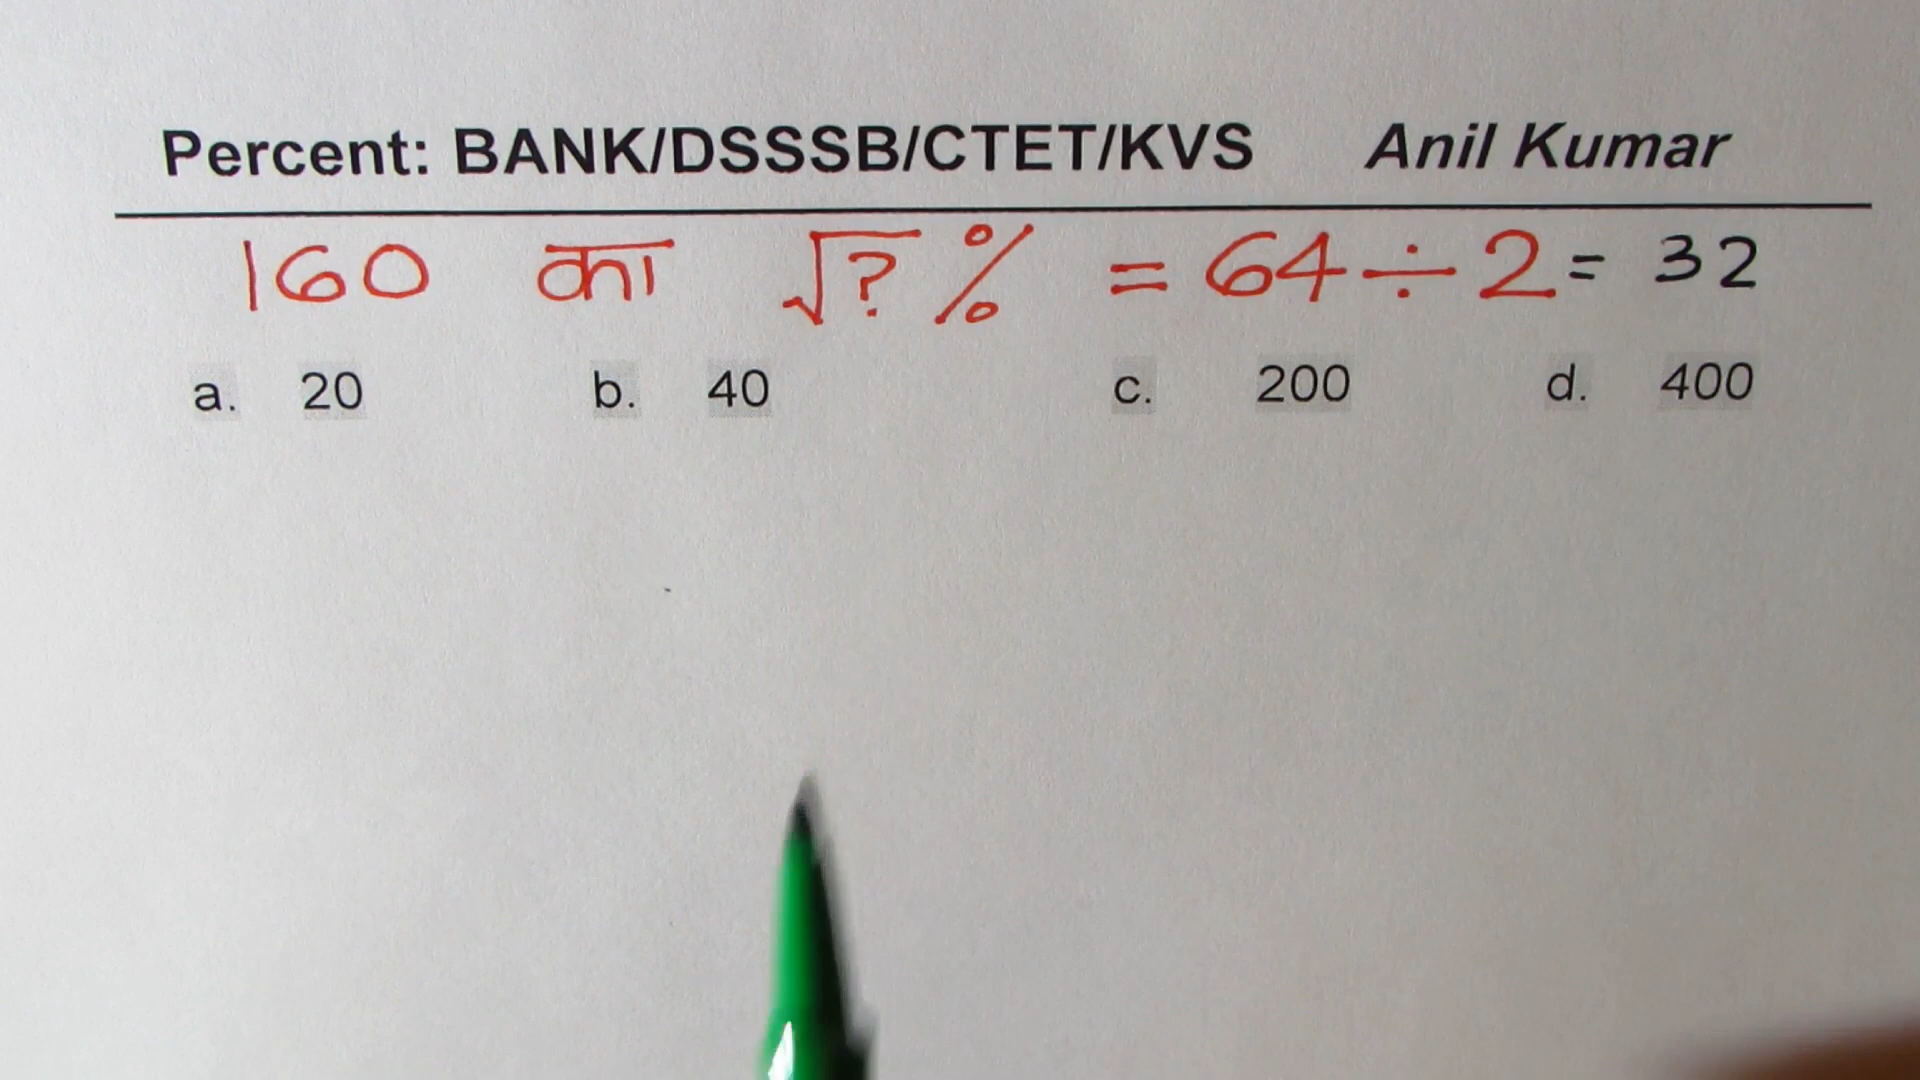 Percent: BANK/DSSSB/CTET/KVS Anil Kumar
160 का √? % = 64 ÷ 2 = 32
a. 20 b. 40 c. 200 d. 400